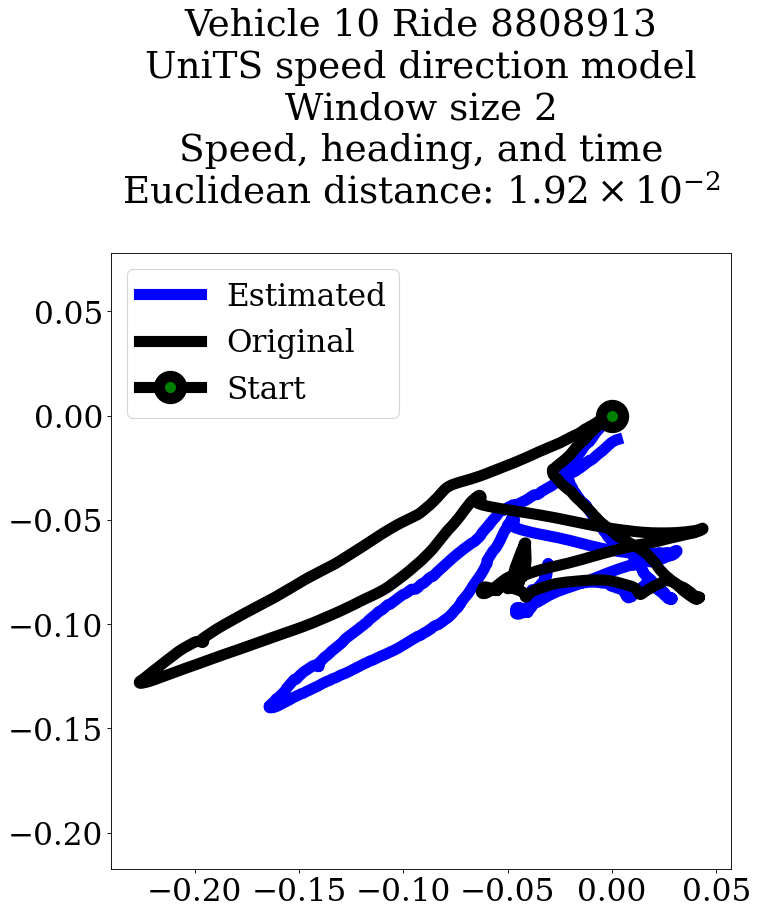 Vehicle 10 Ride 8808913
UniTS speed direction model
Window size 2
Speed, heading, and time
Euclidean distance: 1.92 × 10⁻²
Estimated
Original
Start
0.05
0.00
−0.05
−0.10
−0.15
−0.20
−0.20 −0.15 −0.10 −0.05 0.00 0.05